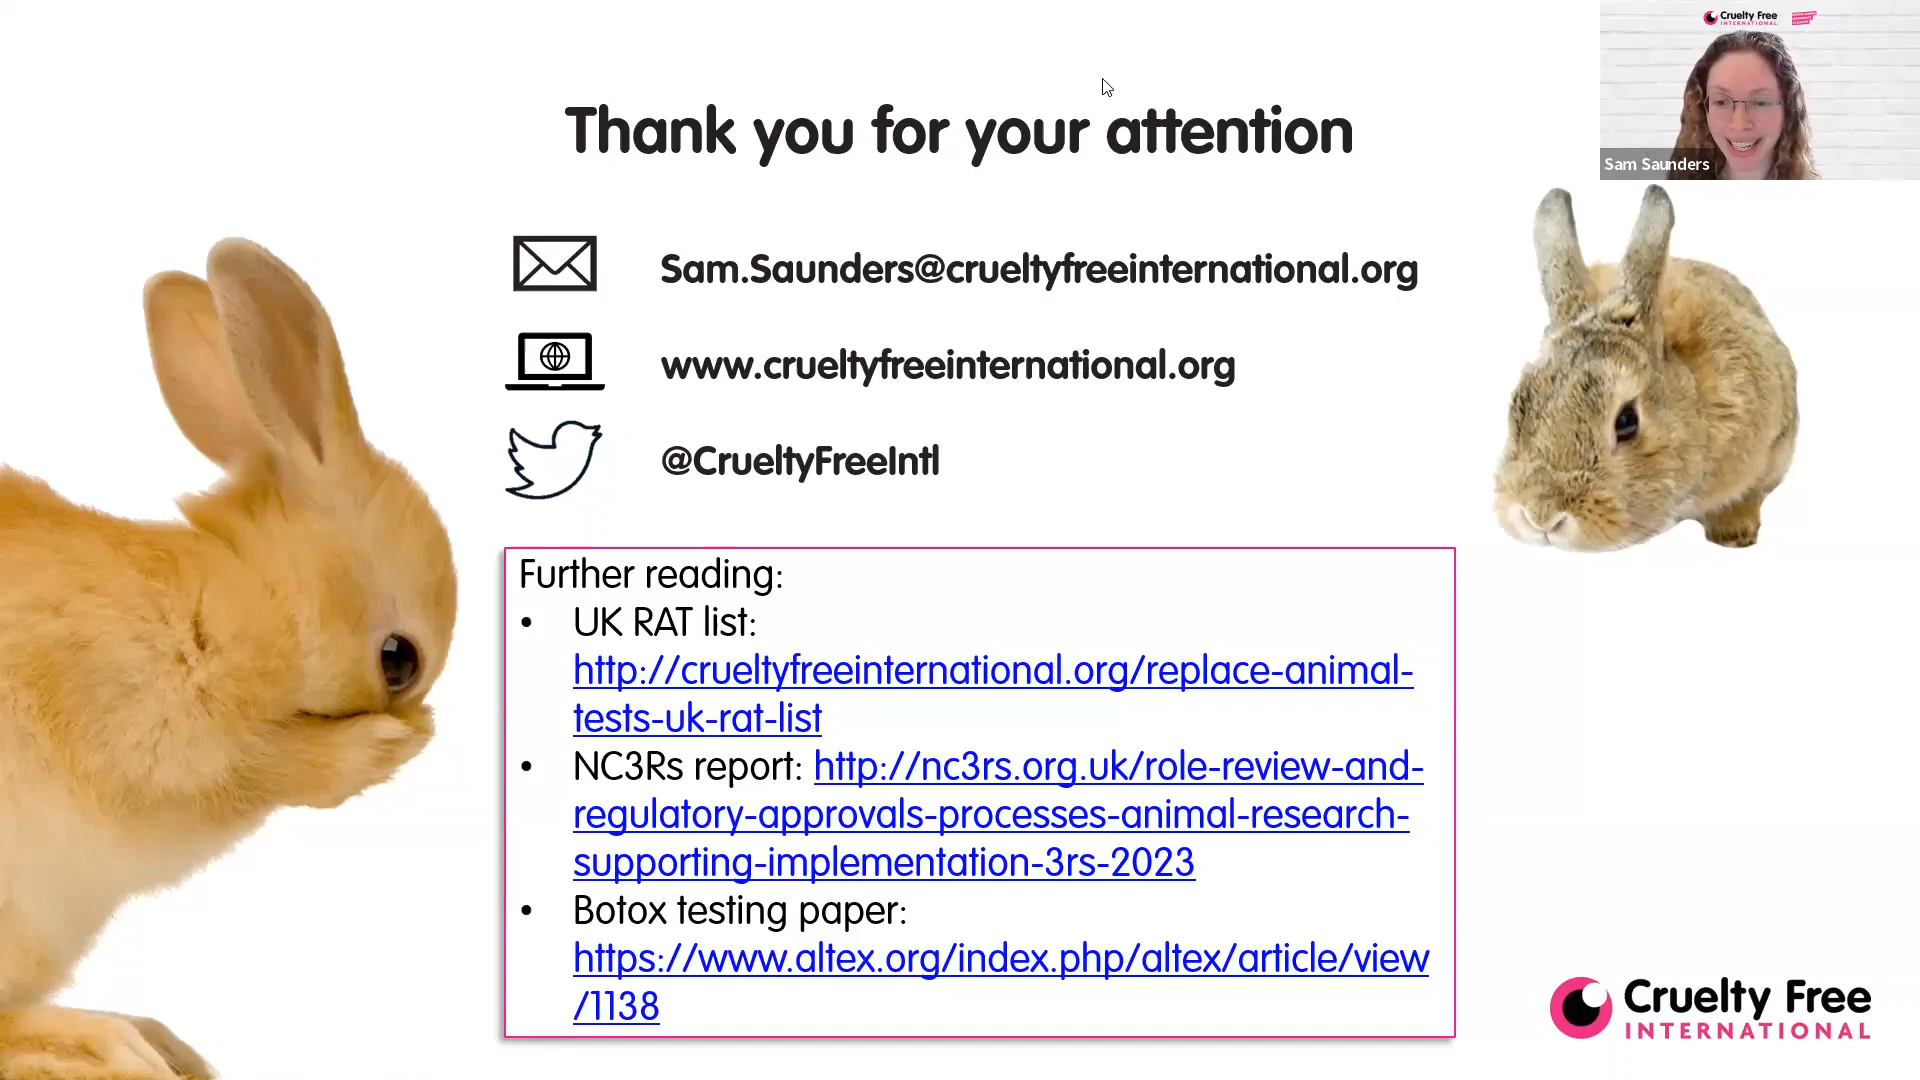 Cruelty Free
INTERNATIONAL
Sam Saunders
Thank you for your attention
Sam.Saunders@crueltyfreeinternational.org
www.crueltyfreeinternational.org
@CrueltyFreeIntl
Further reading:
• UK RAT list:
http://crueltyfreeinternational.org/replace-animal-
tests-uk-rat-list
• NC3Rs report: http://nc3rs.org.uk/role-review-and-
regulatory-approvals-processes-animal-research-
supporting-implementation-3rs-2023
• Botox testing paper:
https://www.altex.org/index.php/altex/article/view
/1138
Cruelty Free
INTERNATIONAL